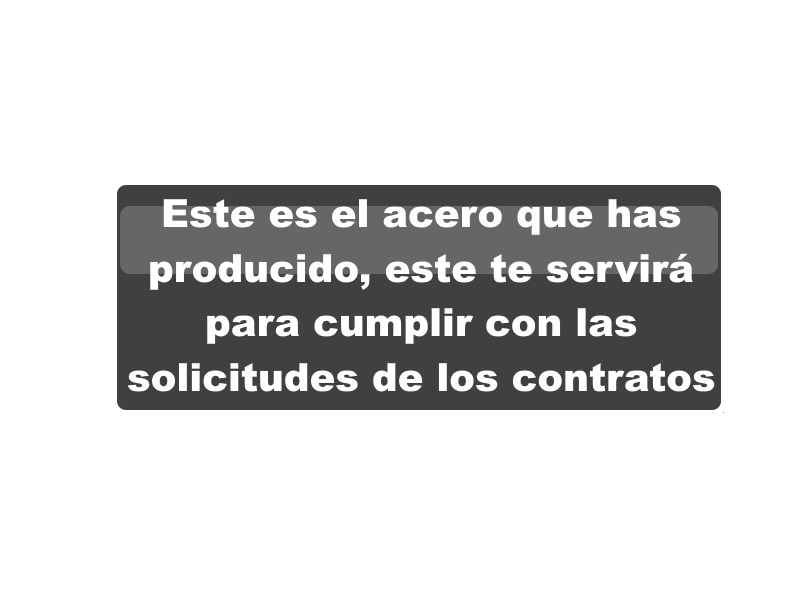 Este es el acero que has
producido, este te servirá
para cumplir con las
solicitudes de los contratos